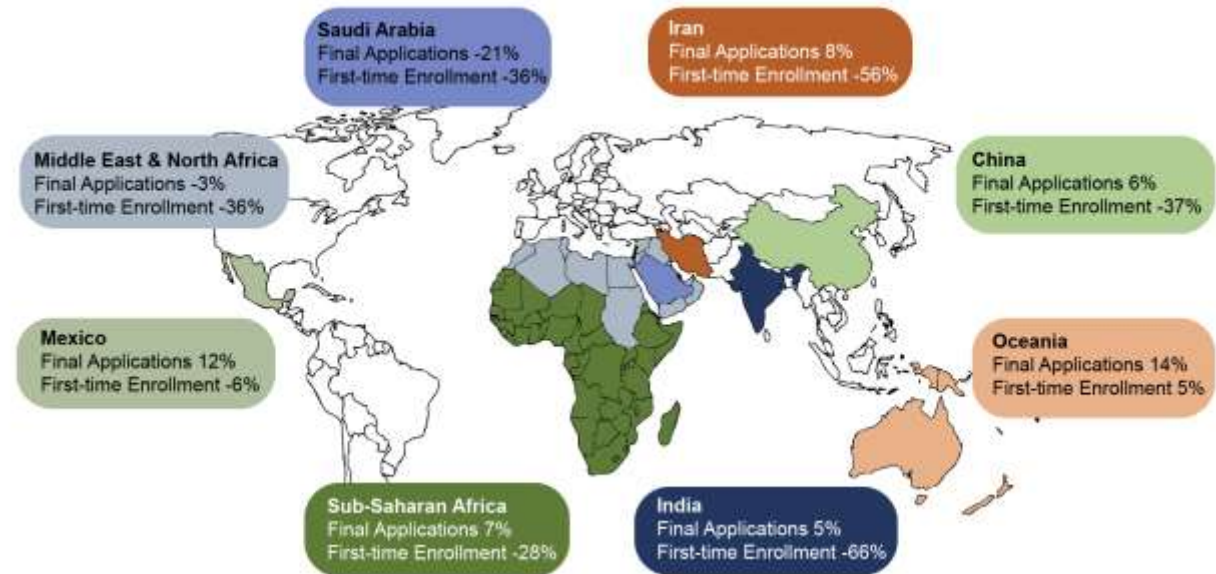 Saudi Arabia
Final Applications -21%
First-time Enrollment -36%
Iran
Final Applications 8%
First-time Enrollment -56%
Middle East & North Africa
Final Applications -3%
First-time Enrollment -36%
China
Final Applications 6%
First-time Enrollment -37%
Mexico
Final Applications 12%
First-time Enrollment -6%
Oceania
Final Applications 14%
First-time Enrollment 5%
Sub-Saharan Africa
Final Applications 7%
First-time Enrollment -28%
India
Final Applications 5%
First-time Enrollment -66%